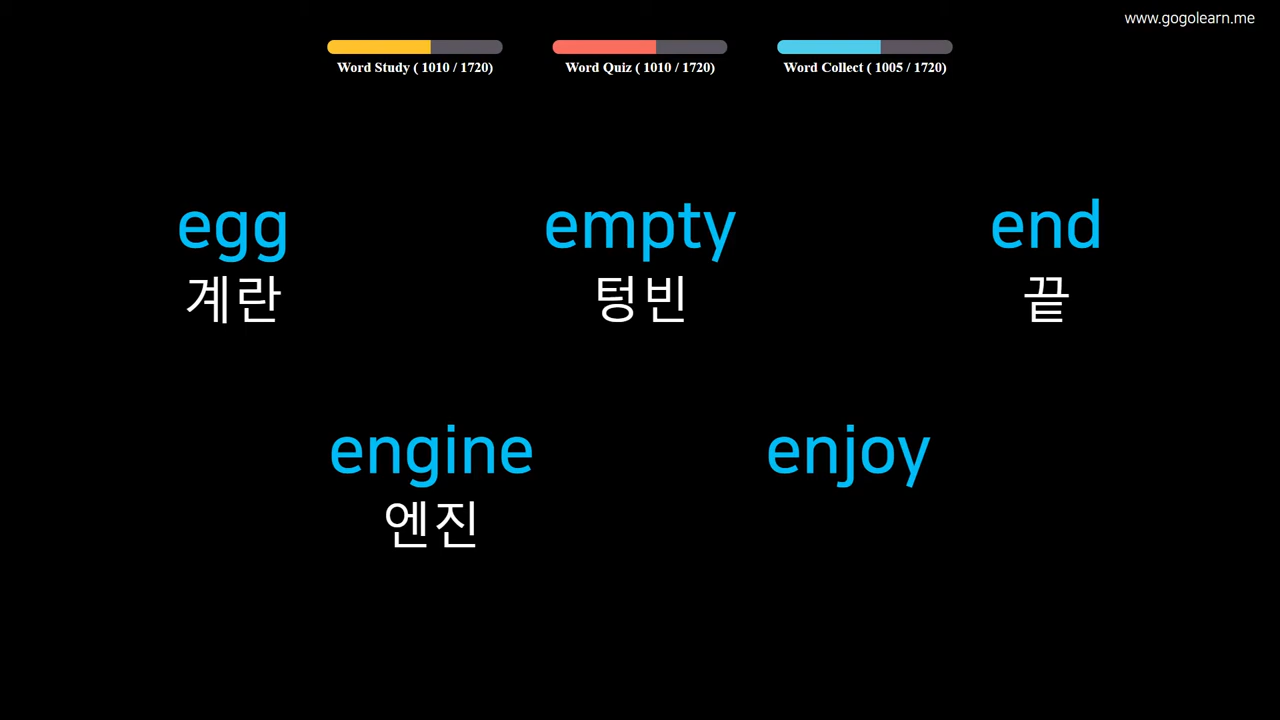 www.gogolearn.me
Word Study ( 1010 / 1720) Word Quiz ( 1010 / 1720) Word Collect ( 1005 / 1720)
egg empty end
계란 텅빈 끝
engine enjoy
엔진